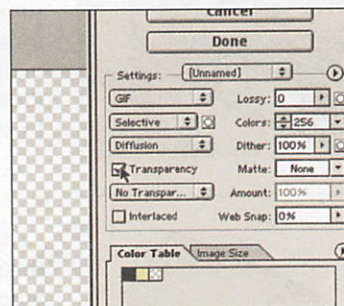 Cancel
Done
Settings: [Unnamed]
GIF Lossy: 0
Selective Colors: 256
Diffusion Dither: 100%
Transparency Matte: None
No Transpar... Amount: 100%
Interlaced Web Snap: 0%
Color Table Image Size